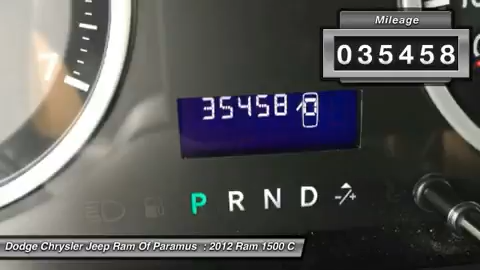 Mileage
035458
35458
P R N D -/+
Dodge Chrysler Jeep Ram Of Paramus : 2012 Ram 1500 C